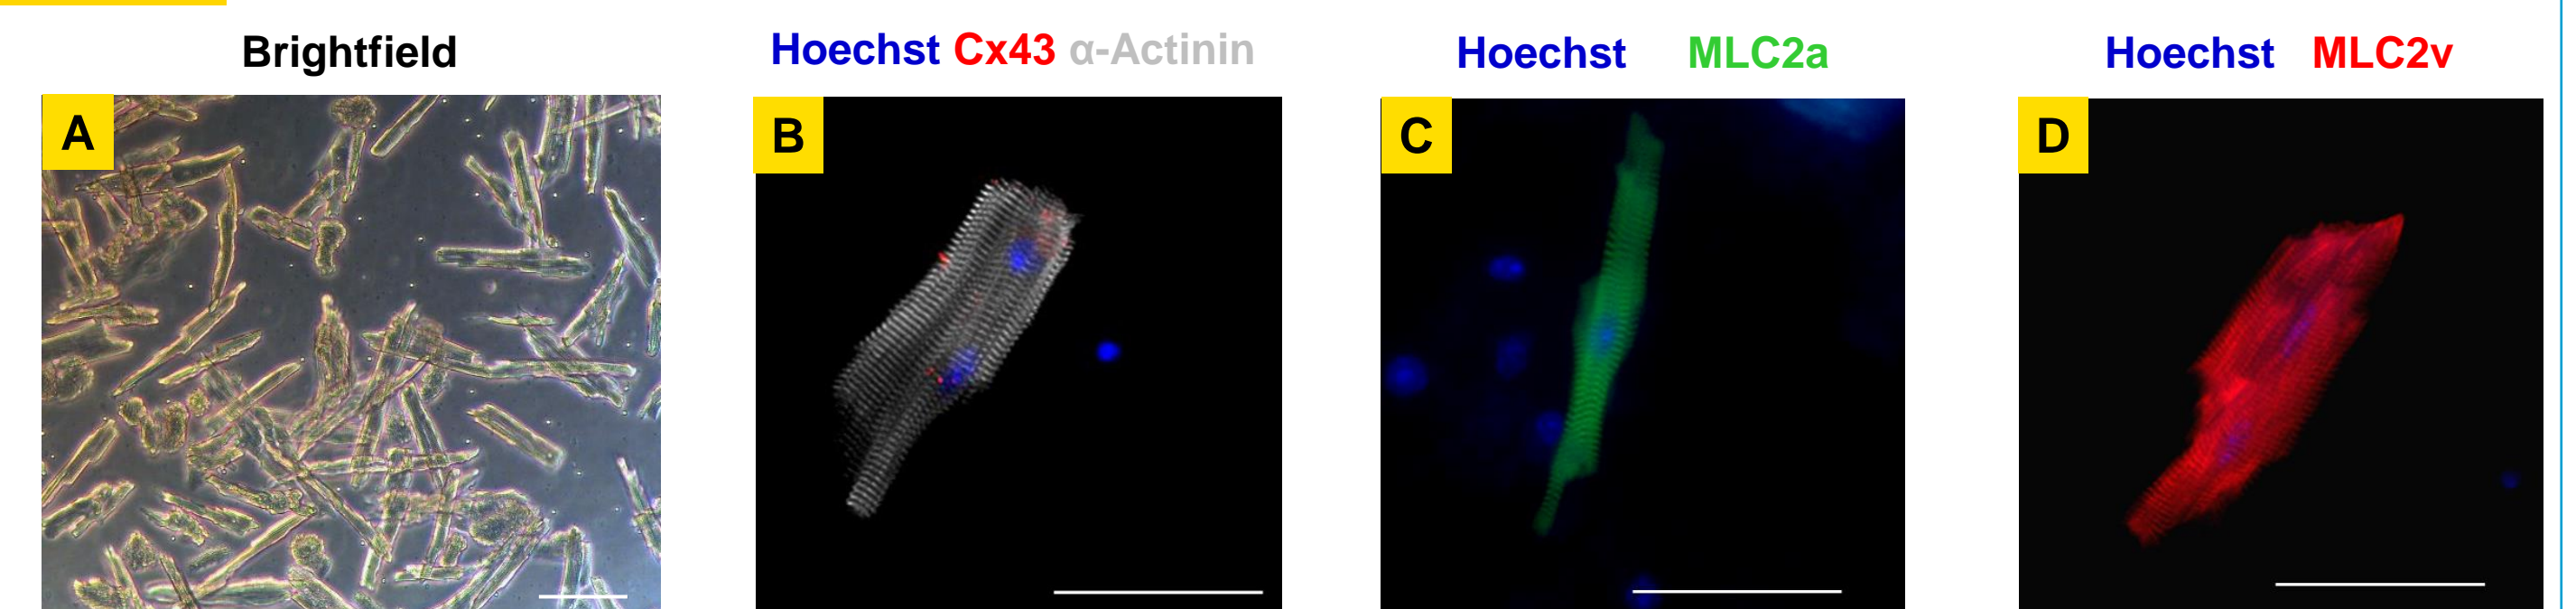 Brightfield
Hoechst Cx43 α-Actinin
Hoechst MLC2a
Hoechst MLC2v
A
B
C
D